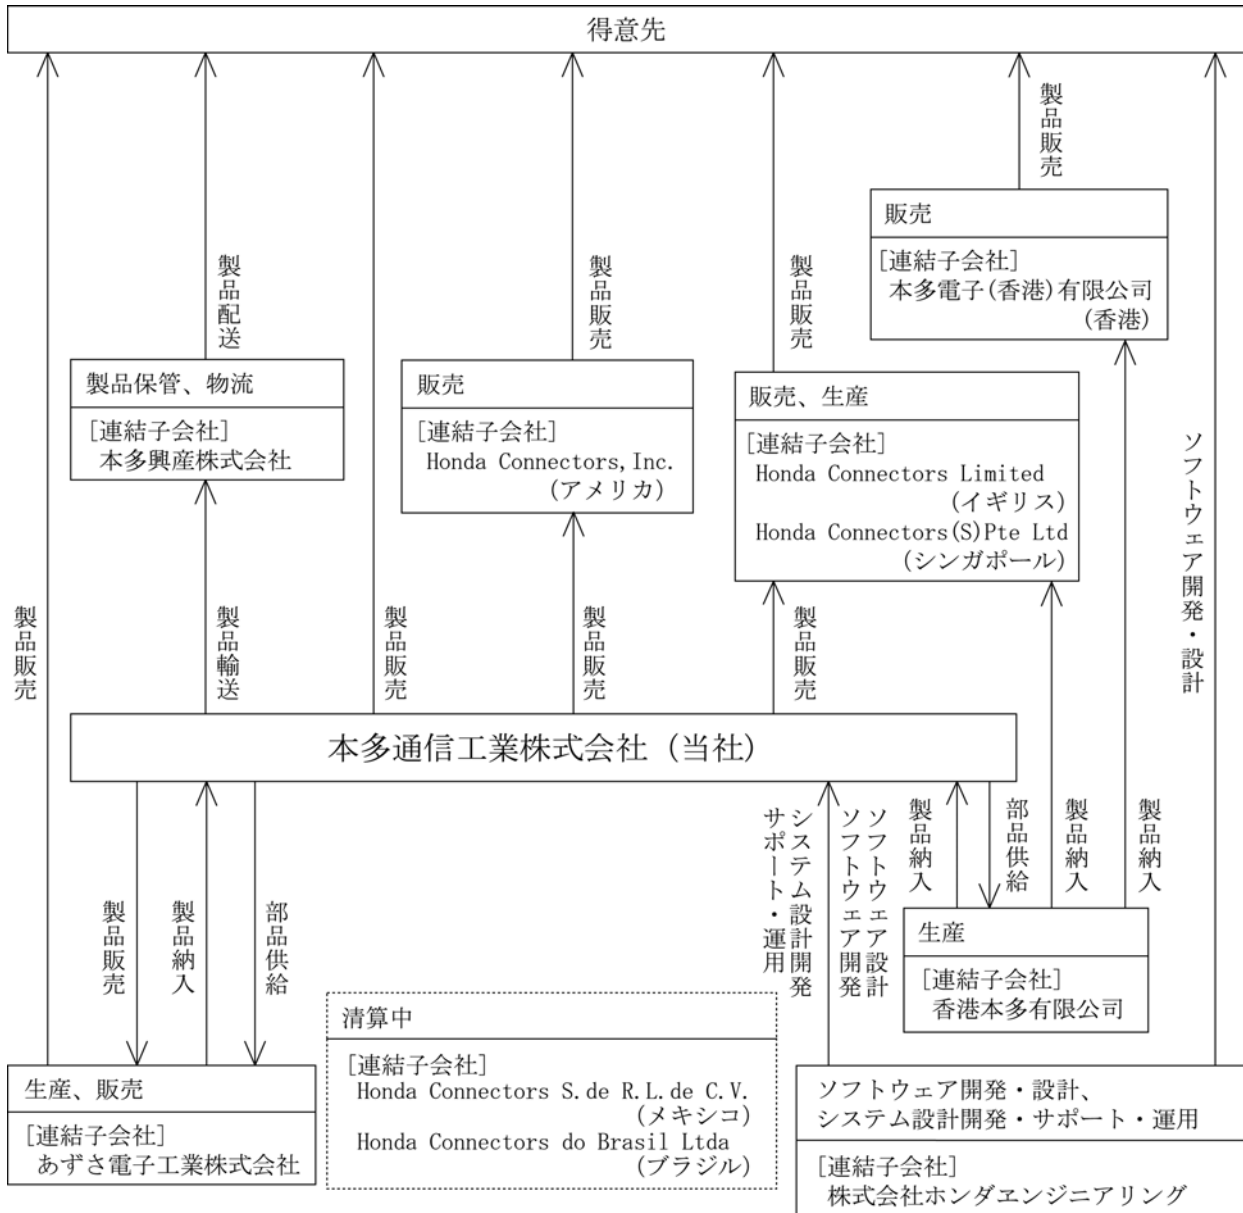 得意先
製品販売
販売
[連結子会社]
本多電子(香港)有限公司
(香港)
製品配送
製品販売
製品販売
製品保管、物流
[連結子会社]
本多興産株式会社
販売
[連結子会社]
Honda Connectors,Inc.
(アメリカ)
販売、生産
[連結子会社]
Honda Connectors Limited
(イギリス)
Honda Connectors(S)Pte Ltd
(シンガポール)
ソフトウェア開発・設計
製品販売
製品輸送
製品販売
製品販売
製品販売
本多通信工業株式会社（当社）
製品販売
製品納入
部品供給
ソフトウェア設計
ソフトウェア開発
システム設計開発
サポート・運用
製品納入
部品供給
製品納入
製品納入
生産
[連結子会社]
香港本多有限公司
生産、販売
[連結子会社]
あずさ電子工業株式会社
清算中
[連結子会社]
Honda Connectors S.de R.L.de C.V.
(メキシコ)
Honda Connectors do Brasil Ltda
(ブラジル)
ソフトウェア開発・設計、
システム設計開発・サポート・運用
[連結子会社]
株式会社ホンダエンジニアリング